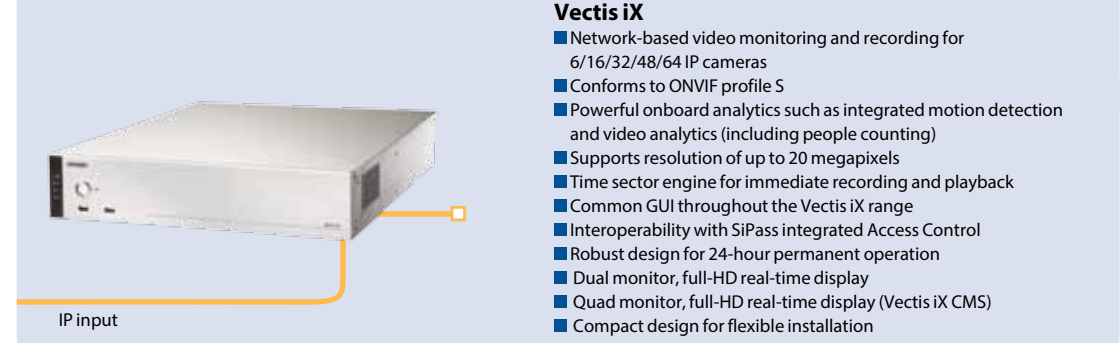 Vectis iX
Network-based video monitoring and recording for
6/16/32/48/64 IP cameras
Conforms to ONVIF profile S
Powerful onboard analytics such as integrated motion detection
and video analytics (including people counting)
Supports resolution of up to 20 megapixels
Time sector engine for immediate recording and playback
Common GUI throughout the Vectis iX range
Interoperability with SiPass integrated Access Control
Robust design for 24-hour permanent operation
Dual monitor, full-HD real-time display
Quad monitor, full-HD real-time display (Vectis iX CMS)
Compact design for flexible installation
IP input